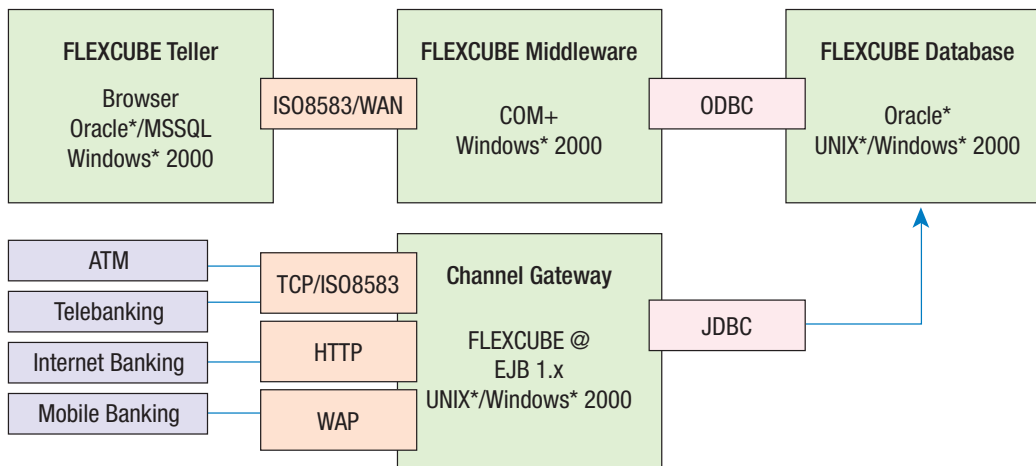 FLEXCUBE Teller
Browser
Oracle*/MSSQL
Windows* 2000
ISO8583/WAN
FLEXCUBE Middleware
COM+
Windows* 2000
ODBC
FLEXCUBE Database
Oracle*
UNIX*/Windows* 2000
ATM
Telebanking
Internet Banking
Mobile Banking
TCP/ISO8583
HTTP
WAP
Channel Gateway
FLEXCUBE @
EJB 1.x
UNIX*/Windows* 2000
JDBC